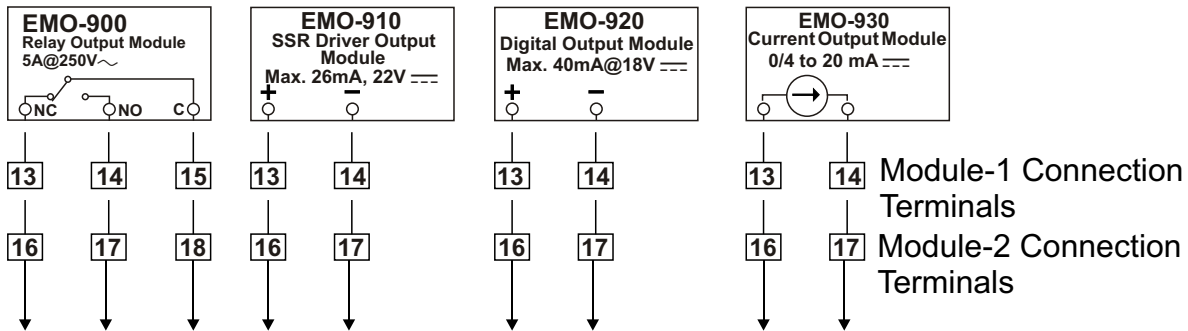 EMO-900
Relay Output Module
5A@250V~
NC NO C
EMO-910
SSR Driver Output
Module
Max. 26mA, 22V ⎓
+ −
EMO-920
Digital Output Module
Max. 40mA@18V ⎓
+ −
EMO-930
Current Output Module
0/4 to 20 mA ⎓
13 14 15 13 14 13 14 13 14 Module-1 Connection
Terminals
16 17 18 16 17 16 17 16 17 Module-2 Connection
Terminals